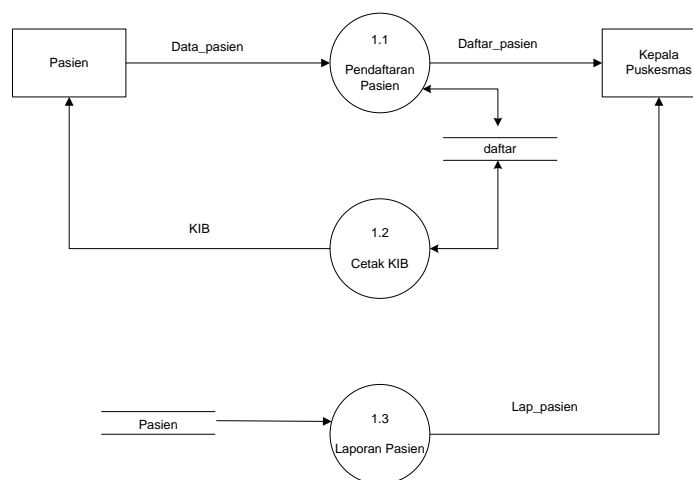 1.1
Data_pasien
Daftar_pasien
Pasien
Pendaftaran
Pasien
Kepala
Puskesmas
daftar
KIB
1.2
Cetak KIB
1.3
Lap_pasien
Pasien
Laporan Pasien